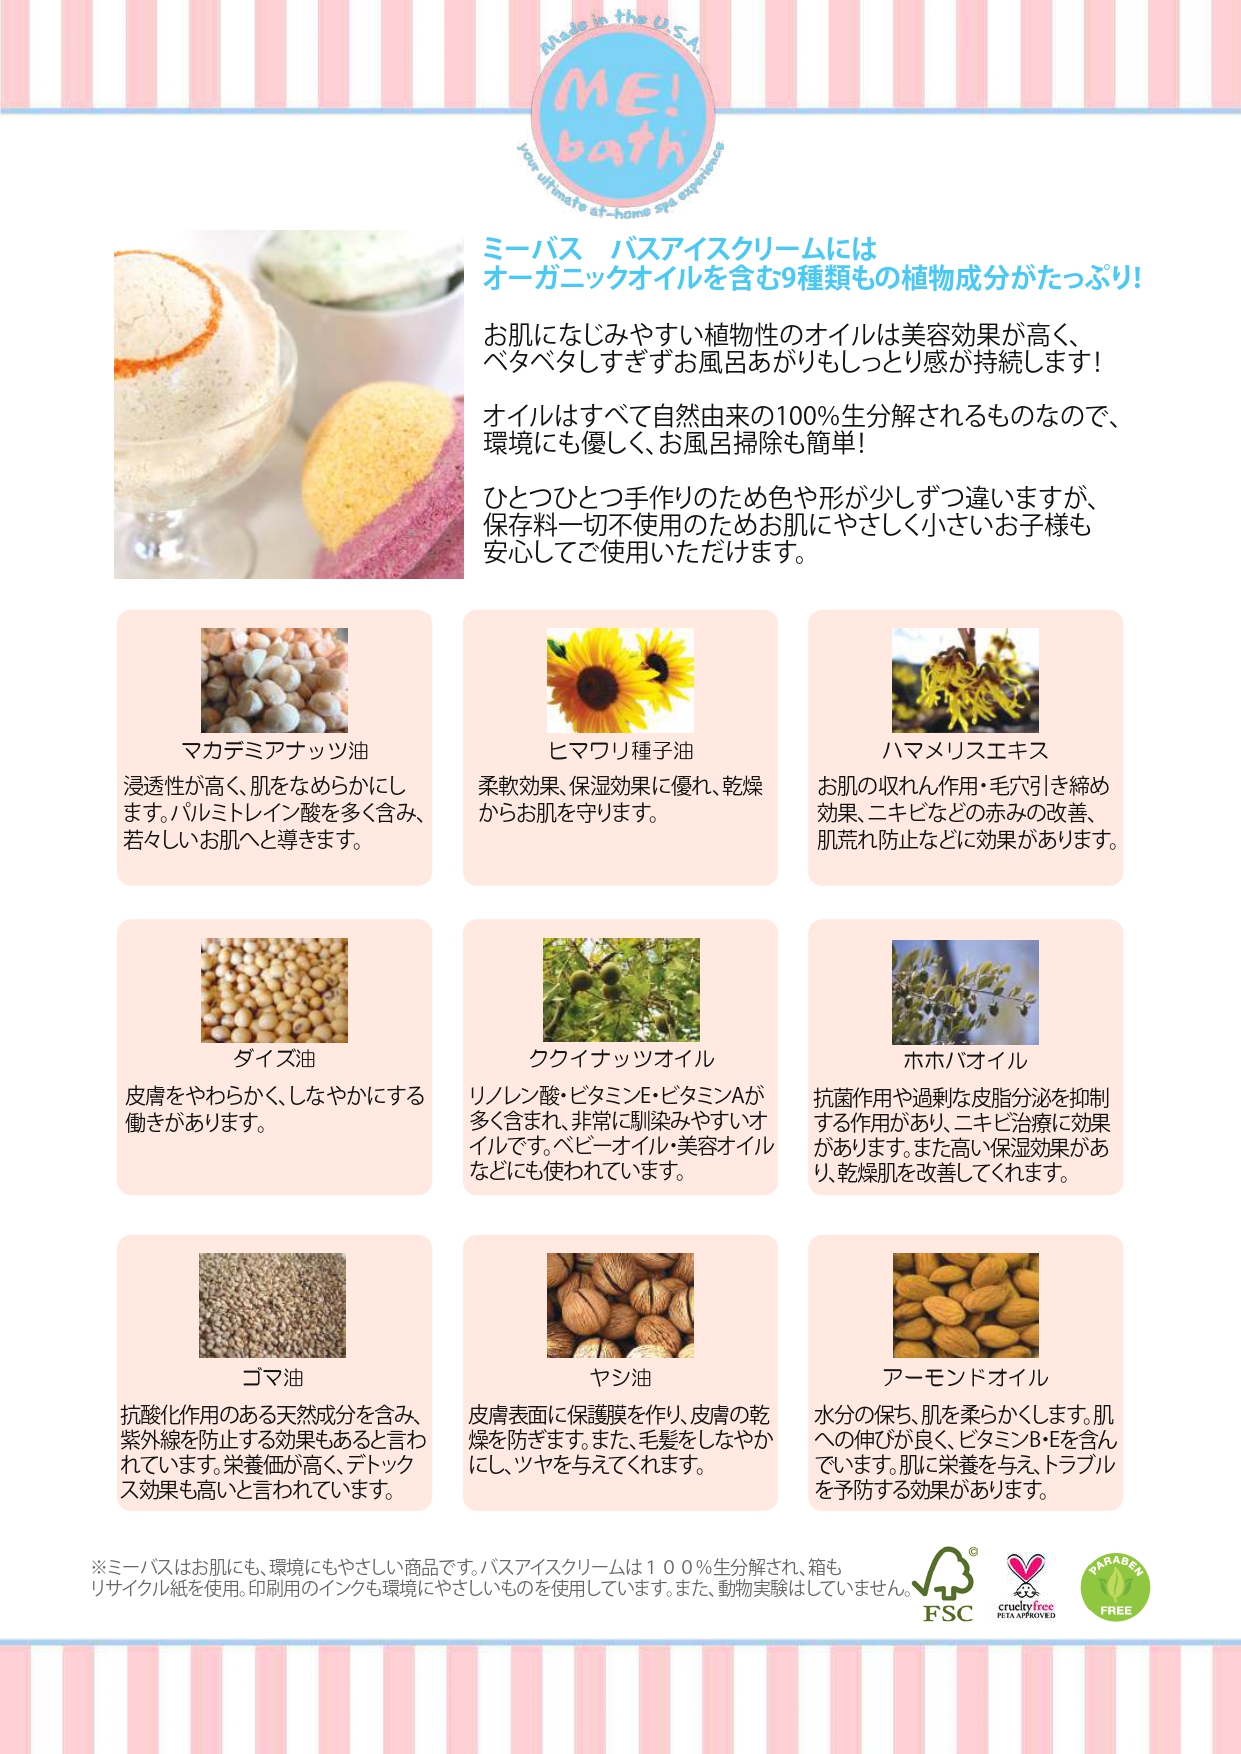 Made in the U.S.A.
ME!
bath
your ultimate at-home spa experience
ミーバス　バスアイスクリームには
オーガニックオイルを含む9種類もの植物成分がたっぷり!
お肌になじみやすい植物性のオイルは美容効果が高く、
ベタベタしすぎずお風呂あがりもしっとり感が持続します!
オイルはすべて自然由来の100%生分解されるものなので、
環境にも優しく、お風呂掃除も簡単!
ひとつひとつ手作りのため色や形が少しずつ違いますが、
保存料一切不使用のためお肌にやさしく小さいお子様も
安心してご使用いただけます。
マカデミアナッツ油
浸透性が高く、肌をなめらかにし
ます。パルミトレイン酸を多く含み、
若々しいお肌へと導きます。
ヒマワリ種子油
柔軟効果、保湿効果に優れ、乾燥
からお肌を守ります。
ハマメリスエキス
お肌の収れん作用・毛穴引き締め
効果、ニキビなどの赤みの改善、
肌荒れ防止などに効果があります。
ダイズ油
皮膚をやわらかく、しなやかにする
働きがあります。
ククイナッツオイル
リノレン酸・ビタミンE・ビタミンAが
多く含まれ、非常に馴染みやすいオ
イルです。ベビーオイル・美容オイル
などにも使われています。
ホホバオイル
抗菌作用や過剰な皮脂分泌を抑制
する作用があり、ニキビ治療に効果
があります。また高い保湿効果があ
り、乾燥肌を改善してくれます。
ゴマ油
抗酸化作用のある天然成分を含み、
紫外線を防止する効果もあると言わ
れています。栄養価が高く、デトック
ス効果も高いと言われています。
ヤシ油
皮膚表面に保護膜を作り、皮膚の乾
燥を防ぎます。また、毛髪をしなやか
にし、ツヤを与えてくれます。
アーモンドオイル
水分の保ち、肌を柔らかくします。肌
への伸びが良く、ビタミンB・Eを含ん
でいます。肌に栄養を与え、トラブル
を予防する効果があります。
※ミーバスはお肌にも、環境にもやさしい商品です。バスアイスクリームは１００%生分解され、箱も
リサイクル紙を使用。印刷用のインクも環境にやさしいものを使用しています。また、動物実験はしていません。
©
FSC
crueltyfree
PETA APPROVED
PARABEN
FREE